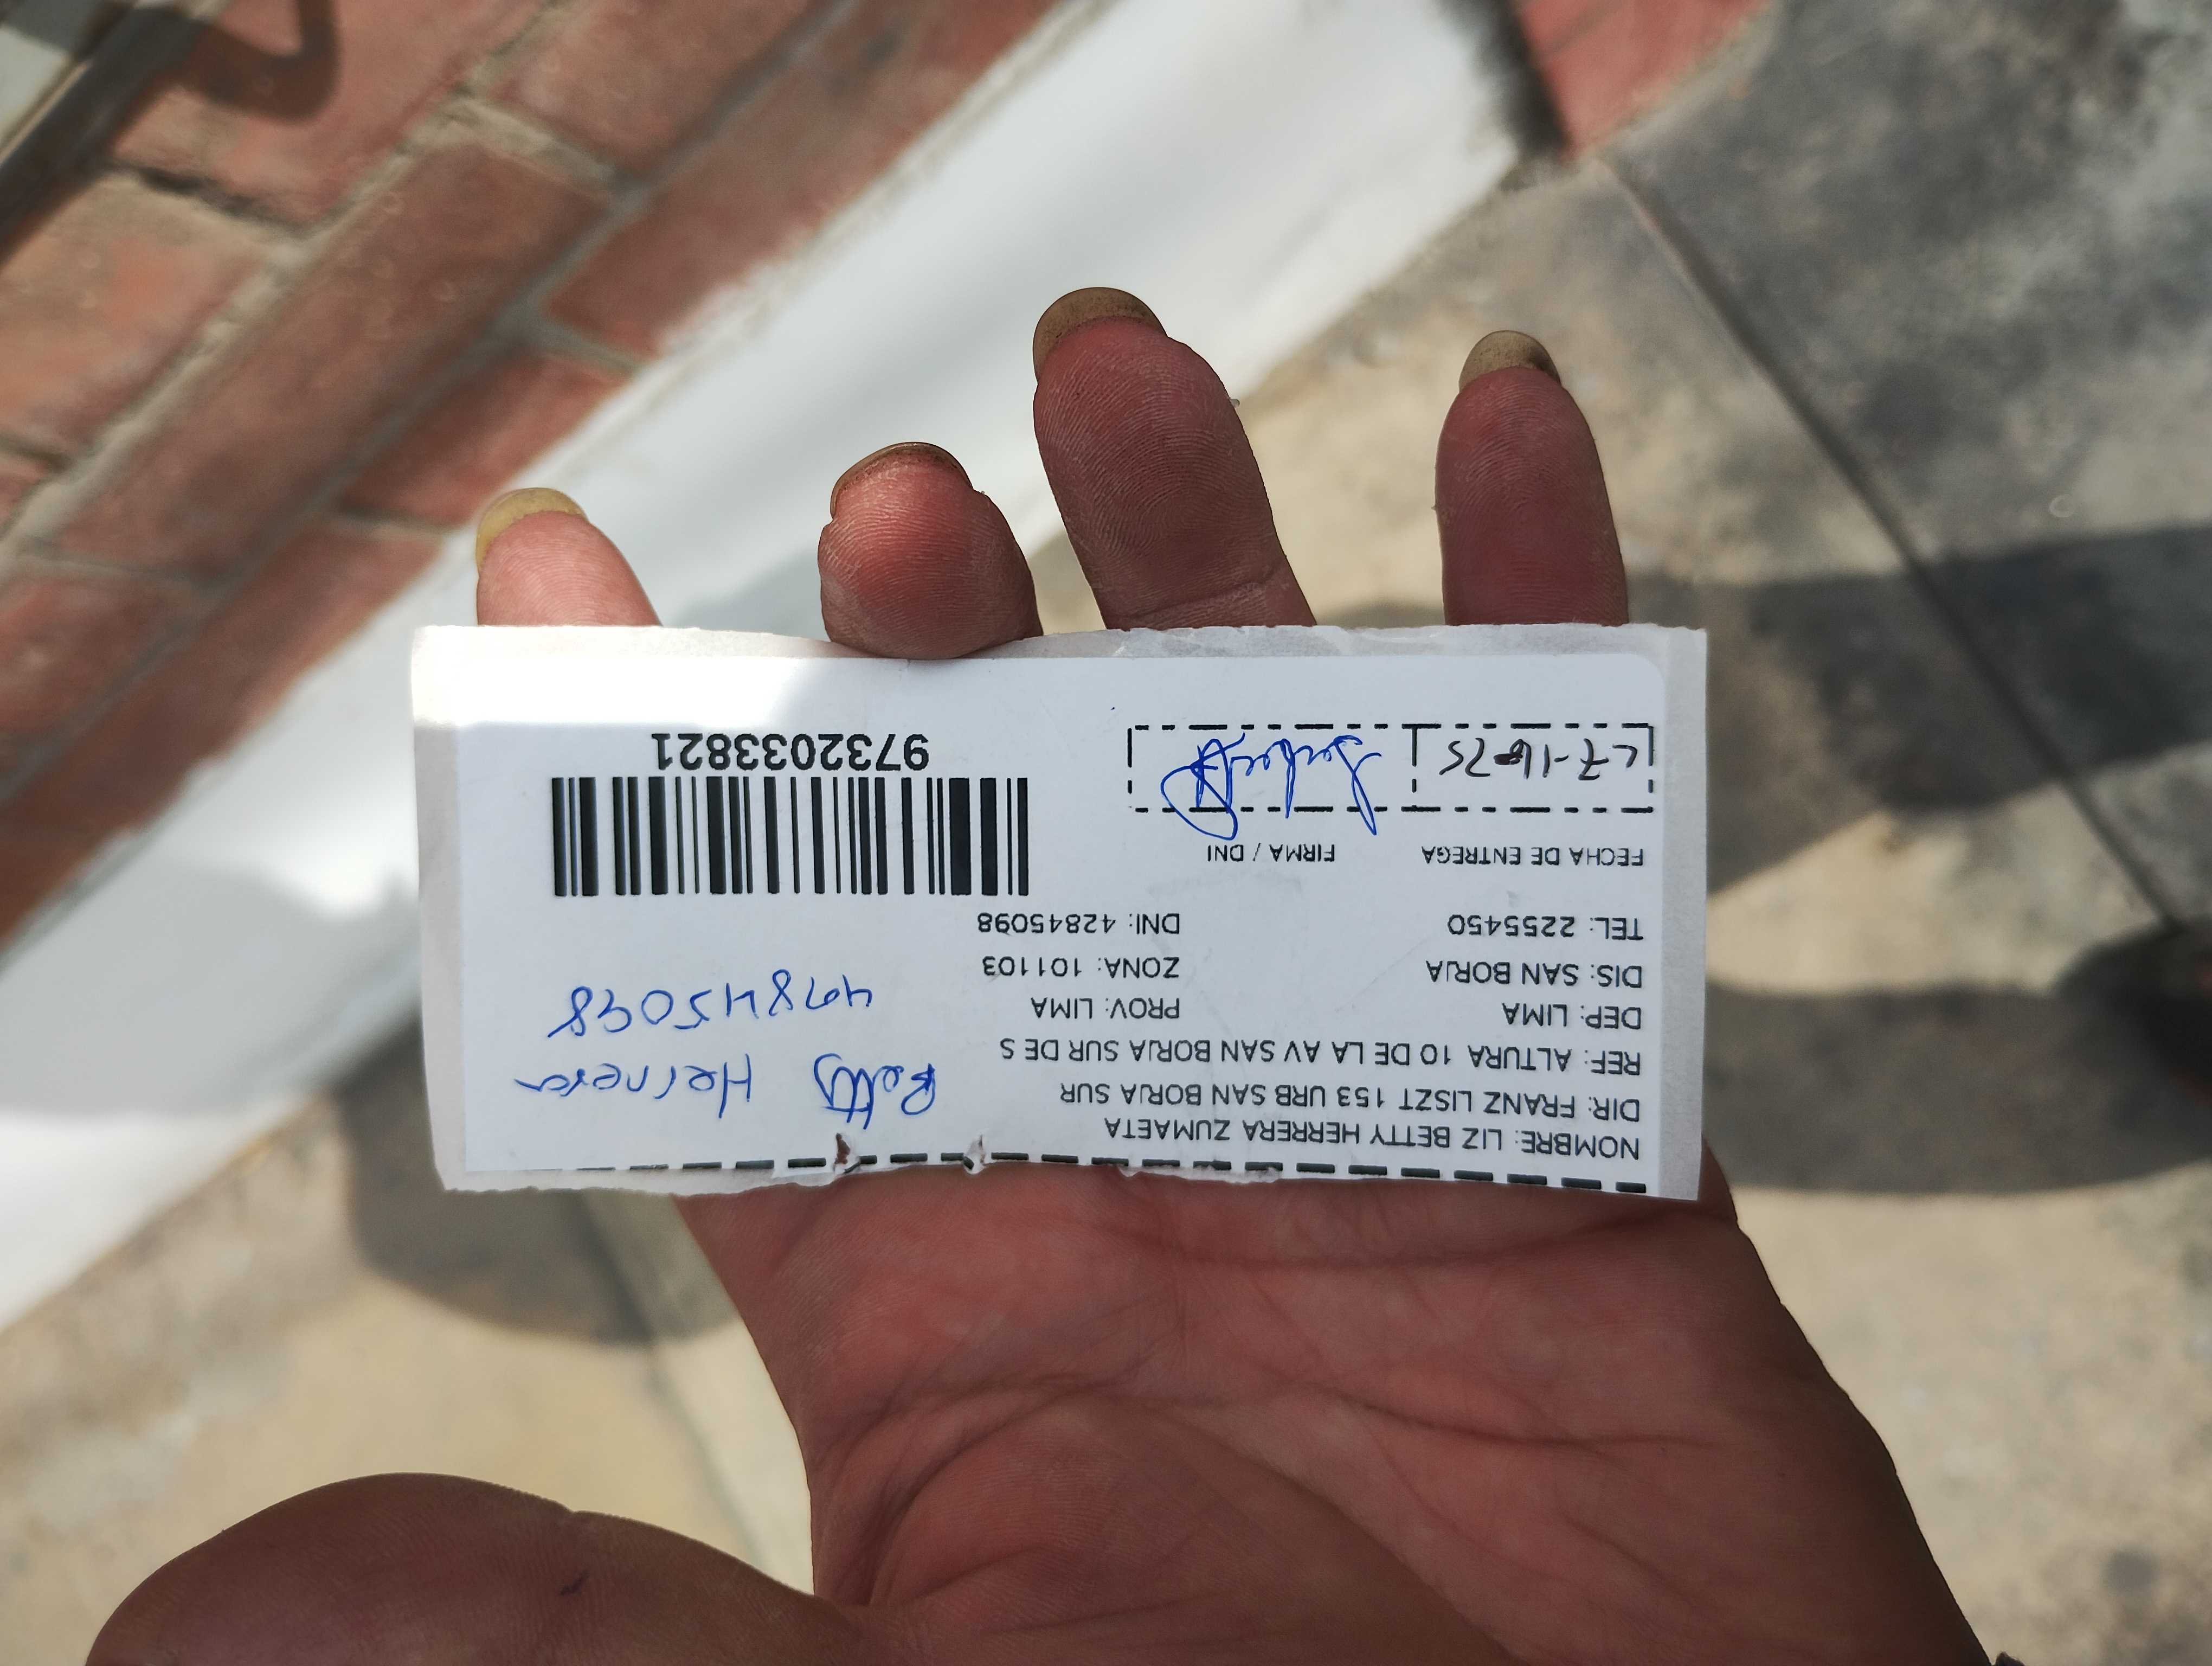 NOMBRE: LIZ BETTY HERRERA ZUMAETA
DIR: FRANZ LISZT 153 URB SAN BORJA SUR
REF: ALTURA 10 DE LA AV SAN BORJA SUR DE S
DEP: LIMA PROV: LIMA
DIS: SAN BORJA ZONA: 101103
TEL: 2255450 DNI: 42845098
Betty Herrera
42845098
FECHA DE ENTREGA FIRMA / DNI
9732033821